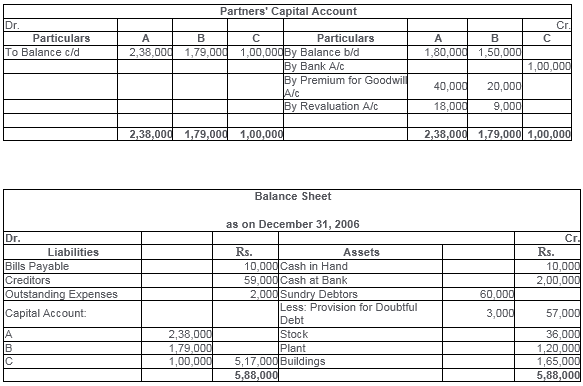 Partners' Capital Account
Dr. Cr.
Particulars A B C Particulars A B C
To Balance c/d 2,38,000 1,79,000 1,00,000 By Balance b/d 1,80,000 1,50,000
By Bank A/c 1,00,000
By Premium for Goodwill
A/c 40,000 20,000
By Revaluation A/c 18,000 9,000
2,38,000 1,79,000 1,00,000 2,38,000 1,79,000 1,00,000
Balance Sheet
as on December 31, 2006
Dr. Cr.
Liabilities Rs. Assets Rs.
Bills Payable 10,000 Cash in Hand 10,000
Creditors 59,000 Cash at Bank 2,00,000
Outstanding Expenses 2,000 Sundry Debtors 60,000
Capital Account: Less: Provision for Doubtful
Debt 3,000 57,000
A 2,38,000 Stock 36,000
B 1,79,000 Plant 1,20,000
C 1,00,000 5,17,000 Buildings 1,65,000
5,88,000 5,88,000